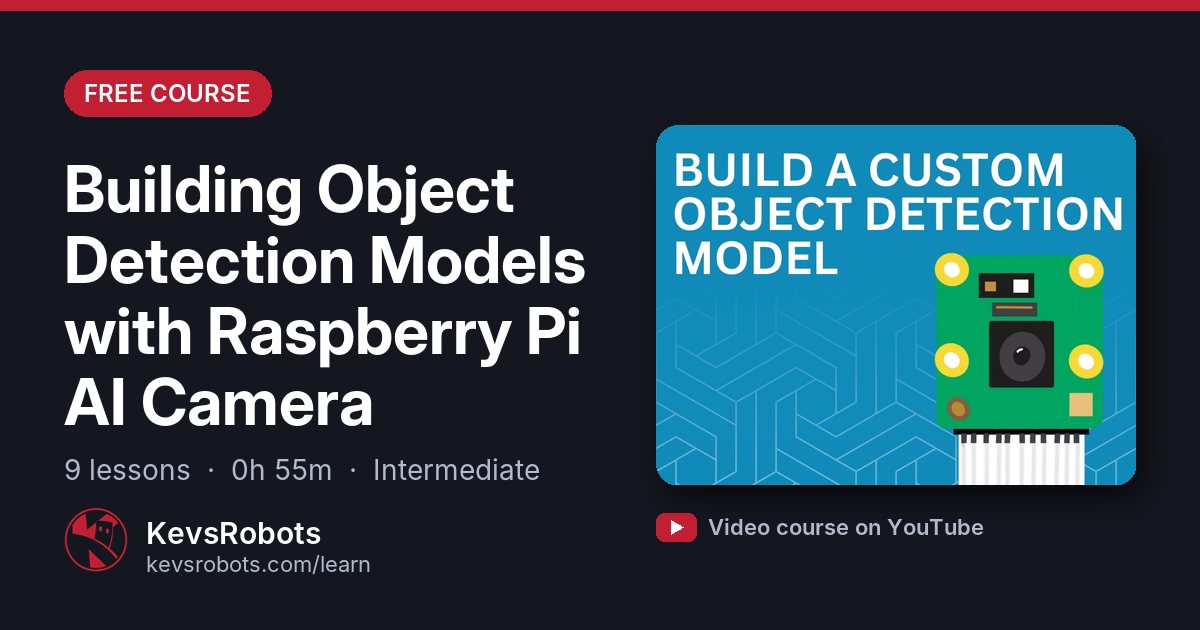 FREE COURSE
Building Object
Detection Models
with Raspberry Pi
AI Camera
9 lessons · 0h 55m · Intermediate
KevsRobots
kevsrobots.com/learn
BUILD A CUSTOM
OBJECT DETECTION
MODEL
Video course on YouTube